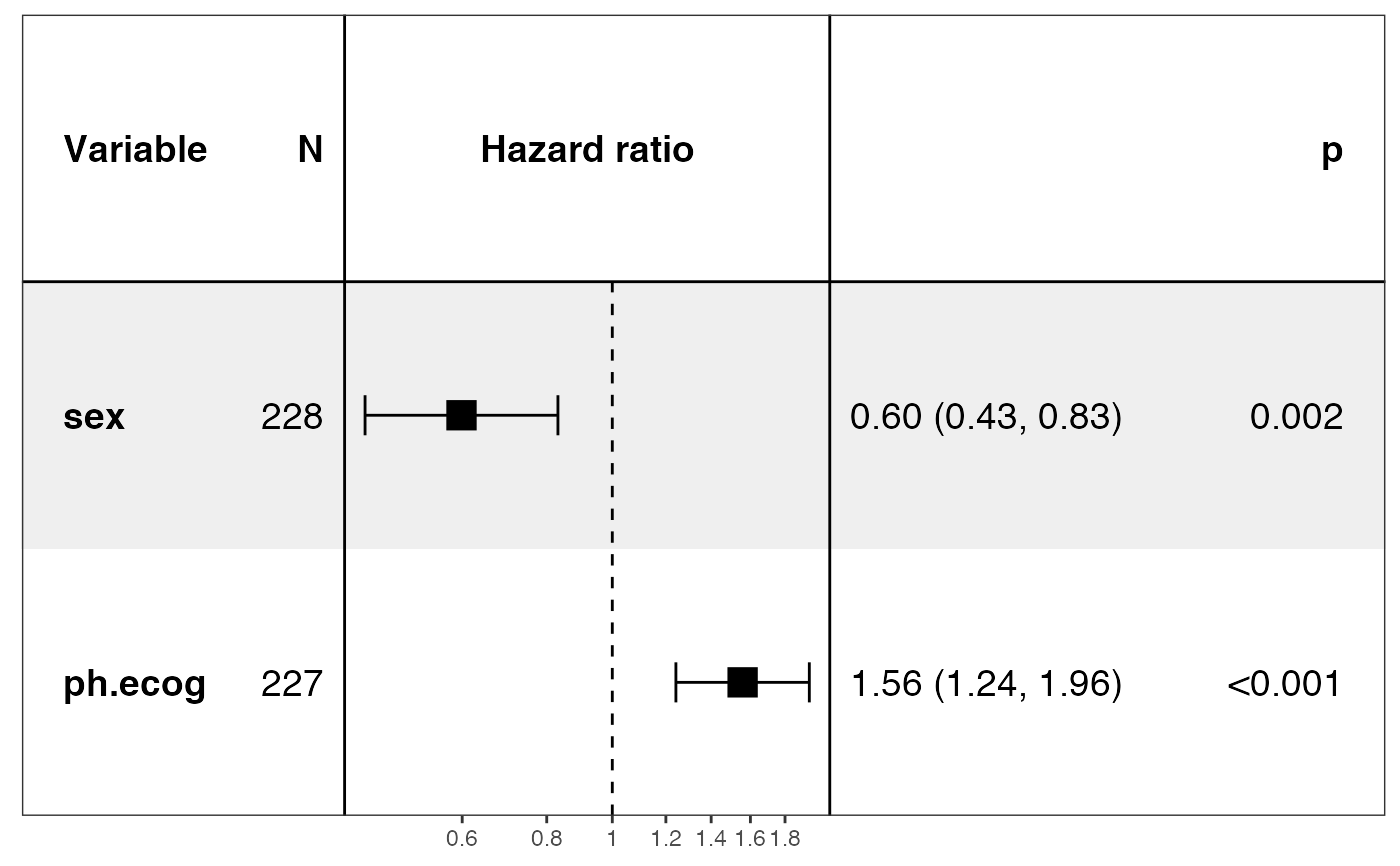 Variable N Hazard ratio p
sex 228 0.60 (0.43, 0.83) 0.002
ph.ecog 227 1.56 (1.24, 1.96) <0.001
0.6 0.8 1 1.2 1.4 1.6 1.8